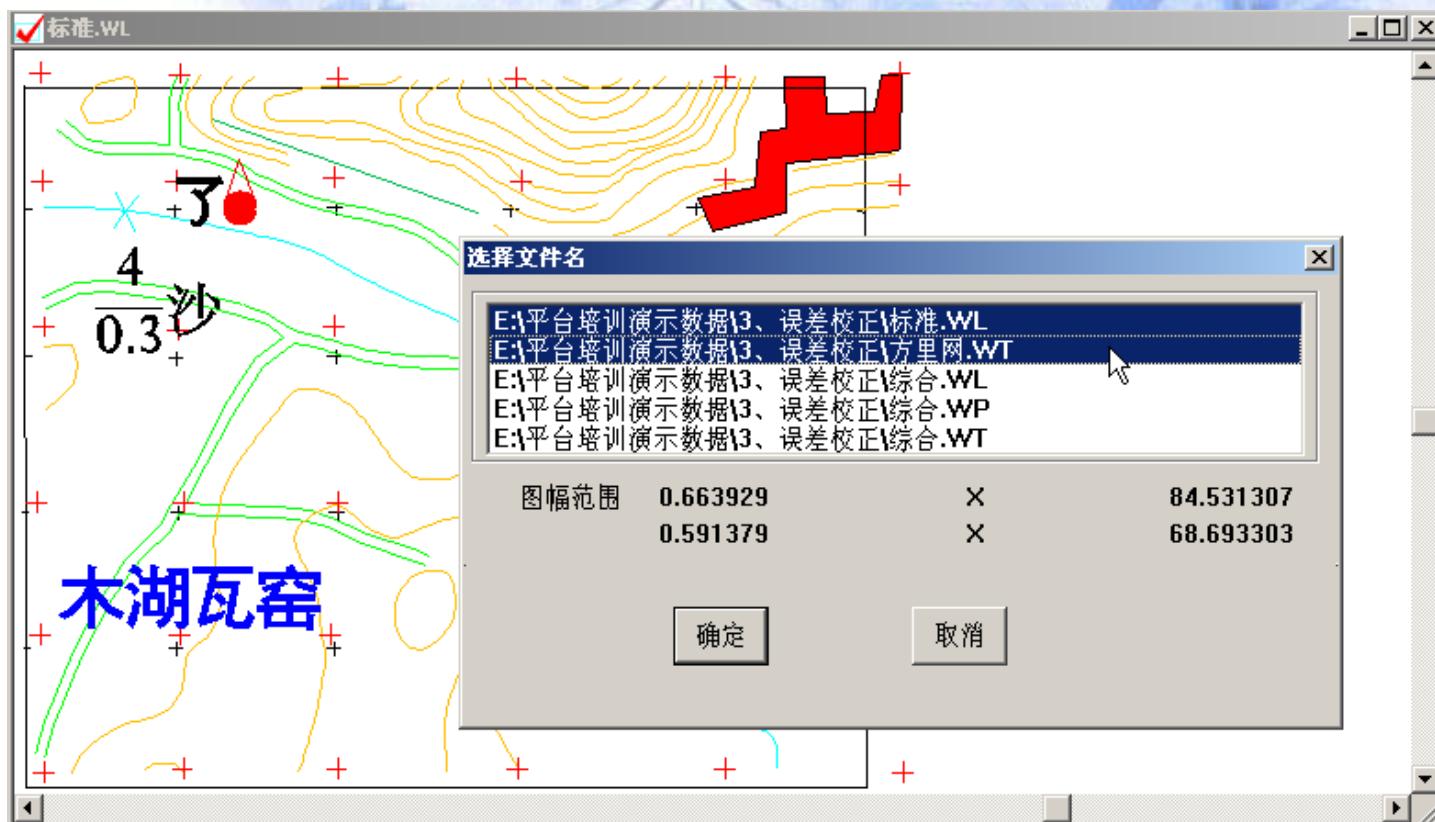 标准.WL
了
4
0.3
沙
木湖瓦窑
选择文件名
E:\平台培训演示数据\3、误差校正\标准.WL
E:\平台培训演示数据\3、误差校正\方里网.WT
E:\平台培训演示数据\3、误差校正\综合.WL
E:\平台培训演示数据\3、误差校正\综合.WP
E:\平台培训演示数据\3、误差校正\综合.WT
图幅范围 0.663929 X 84.531307
0.591379 X 68.693303
确定 取消